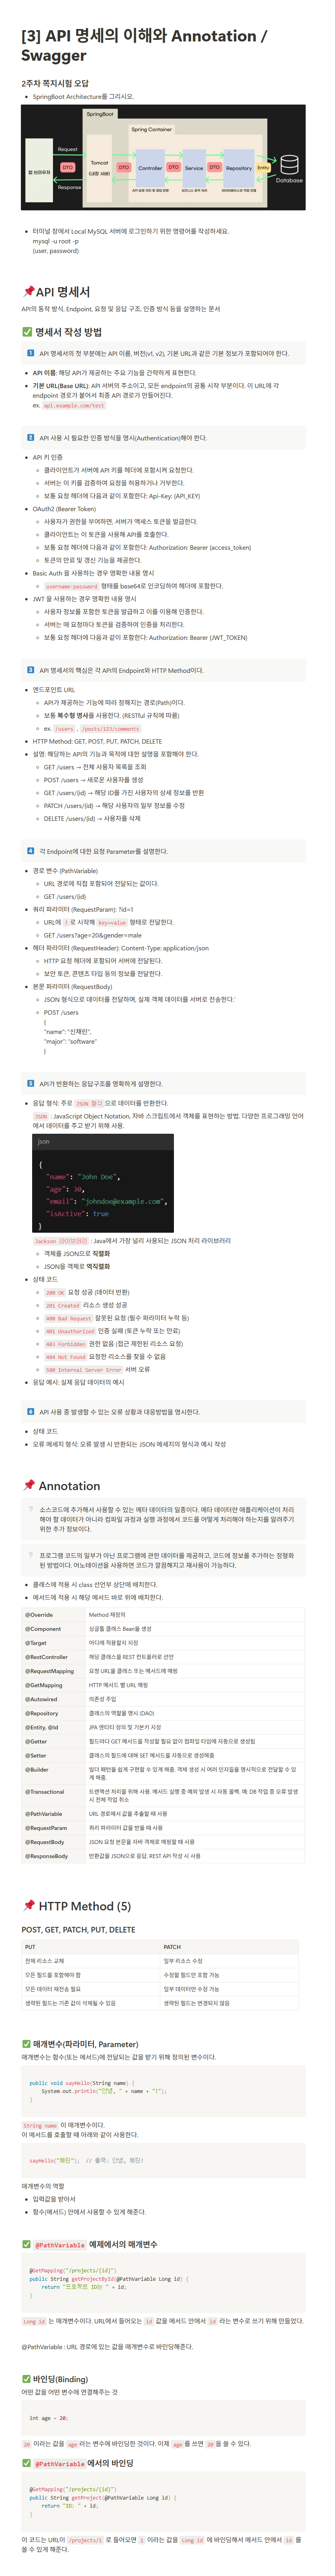 [3] API 명세의 이해와 Annotation /
Swagger
2주차 쪽지시험 오답
SpringBoot Architecture를 그리시오.
SpringBoot
Spring Container
웹 브라우저
Request
DTO
Response
Tomcat
(내장 서버)
DTO
Controller
DTO
Service
DTO
Repository
Entity
Database
터미널 창에서 Local MySQL 서버에 로그인하기 위한 명령어를 작성하세요.
mysql -u root -p
(user, password)
📌API 명세서
API의 동작 방식, Endpoint, 요청 및 응답 구조, 인증 방식 등을 설명하는 문서
✅ 명세서 작성 방법
1 API 명세서의 첫 부분에는 API 이름, 버전(v1, v2), 기본 URL과 같은 기본 정보가 포함되어야 한다.
API 이름: 해당 API가 제공하는 주요 기능을 간략하게 표현한다.
기본 URL(Base URL): API 서버의 주소이고, 모든 endpoint의 공통 시작 부분이다. 이 URL에 각
endpoint 경로가 붙어서 최종 API 경로가 만들어진다.
ex. api.example.com/test
2 API 사용 시 필요한 인증 방식을 명시(Authentication)해야 한다.
API 키 인증
클라이언트가 서버에 API 키를 헤더에 포함시켜 요청한다.
서버는 이 키를 검증하여 요청을 허용하거나 거부한다.
보통 요청 헤더에 다음과 같이 포함한다: Api-Key: {API_KEY}
OAuth2 (Bearer Token)
사용자가 권한을 부여하면, 서버가 액세스 토큰을 발급한다.
클라이언트는 이 토큰을 사용해 API를 호출한다.
보통 요청 헤더에 다음과 같이 포함한다: Authorization: Bearer {access_token}
토큰의 만료 및 갱신 기능을 제공한다.
Basic Auth 을 사용하는 경우 명확한 내용 명시
username:password 형태를 base64로 인코딩하여 헤더에 포함한다.
JWT 을 사용하는 경우 명확한 내용 명시
사용자 정보를 포함한 토큰을 발급하고 이를 이용해 인증한다.
서버는 매 요청마다 토큰을 검증하여 인증을 처리한다.
보통 요청 헤더에 다음과 같이 포함한다: Authorization: Bearer {JWT_TOKEN}
3 API 명세서의 핵심은 각 API의 Endpoint와 HTTP Method이다.
엔드포인트 URL
API가 제공하는 기능에 따라 정해지는 경로(Path)이다.
보통 복수형 명사를 사용한다. (RESTful 규칙에 따름)
ex. /users , /posts/123/comments
HTTP Method: GET, POST, PUT, PATCH, DELETE
설명: 해당하는 API의 기능과 목적에 대한 설명을 포함해야 한다.
GET /users → 전체 사용자 목록을 조회
POST /users → 새로운 사용자를 생성
GET /users/{id} → 해당 ID를 가진 사용자의 상세 정보를 반환
PATCH /users/{id} → 해당 사용자의 일부 정보를 수정
DELETE /users/{id} → 사용자를 삭제
4 각 Endpoint에 대한 요청 Parameter를 설명한다.
경로 변수 (PathVariable)
URL 경로에 직접 포함되어 전달되는 값이다.
GET /users/{id}
쿼리 파라미터 (RequestParam): ?id=1
URL에 ? 로 시작해 key=value 형태로 전달한다.
GET /users?age=20&gender=male
헤더 파라미터 (RequestHeader): Content-Type: application/json
HTTP 요청 헤더에 포함되어 서버에 전달된다.
보안 토큰, 콘텐츠 타입 등의 정보를 전달한다.
본문 파라미터 (RequestBody)
JSON 형식으로 데이터를 전달하며, 실제 객체 데이터를 서버로 전송한다.'
POST /users
{
"name": "신채린",
"major": "software"
}
5 API가 반환하는 응답구조를 명확하게 설명한다.
응답 형식: 주로 JSON 형식 으로 데이터를 반환한다.
JSON : JavaScript Object Notation, 자바 스크립트에서 객체를 표현하는 방법. 다양한 프로그래밍 언어
에서 데이터를 주고 받기 위해 사용.
json
{
"name": "John Doe",
"age": 30,
"email": "johndoe@example.com",
"isActive": true
}
Jackson 라이브러리 : Java에서 가장 널리 사용되는 JSON 처리 라이브러리
객체를 JSON으로 직렬화
JSON을 객체로 역직렬화
상태 코드
200 OK 요청 성공 (데이터 반환)
201 Created 리소스 생성 성공
400 Bad Request 잘못된 요청 (필수 파라미터 누락 등)
401 Unauthorized 인증 실패 (토큰 누락 또는 만료)
403 Forbidden 권한 없음 (접근 제한된 리소스 요청)
404 Not Found 요청한 리소스를 찾을 수 없음
500 Internal Server Error 서버 오류
응답 예시: 실제 응답 데이터의 예시
6 API 사용 중 발생할 수 있는 오류 상황과 대응방법을 명시한다.
상태 코드
오류 메세지 형식: 오류 발생 시 반환되는 JSON 메세지의 형식과 예시 작성
📌 Annotation
? 소스코드에 추가해서 사용할 수 있는 메타 데이터의 일종이다. 메타 데이터란 애플리케이션이 처리
해야 할 데이터가 아니라 컴파일 과정과 실행 과정에서 코드를 어떻게 처리해야 하는지를 알려주기
위한 추가 정보이다.
? 프로그램 코드의 일부가 아닌 프로그램에 관한 데이터를 제공하고, 코드에 정보를 추가하는 정형화
된 방법이다. 어노테이션을 사용하면 코드가 깔끔해지고 재사용이 가능하다.
클래스에 적용 시 class 선언부 상단에 배치한다.
메서드에 적용 시 해당 메서드 바로 위에 배치한다.
@Override Method 재정의
@Component 싱글톤 클래스 Bean을 생성
@Target 어디에 적용할지 지정
@RestController 해당 클래스를 REST 컨트롤러로 선언
@RequestMapping 요청 URL을 클래스 또는 메서드에 매핑
@GetMapping HTTP 메서드 별 URL 매핑
@Autowired 의존성 주입
@Repository 클래스의 역할을 명시 (DAO)
@Entity, @Id JPA 엔티티 정의 및 기본키 지정
@Getter 필드마다 GET 메서드를 작성할 필요 없이 컴파일 타임에 자동으로 생성됨
@Setter 클래스의 필드에 대해 SET 메서드를 자동으로 생성해줌
@Builder 빌더 패턴을 쉽게 구현할 수 있게 해줌. 객체 생성 시 여러 인자들을 명시적으로 전달할 수 있
게 해줌.
@Transactional 트랜잭션 처리를 위해 사용. 메서드 실행 중 예외 발생 시 자동 롤백. 예: DB 작업 중 오류 발생
시 전체 작업 취소
@PathVariable URL 경로에서 값을 추출할 때 사용
@RequestParam 쿼리 파라미터 값을 받을 때 사용
@RequestBody JSON 요청 본문을 자바 객체로 매핑할 때 사용
@ResponseBody 반환값을 JSON으로 응답, REST API 작성 시 사용
📌 HTTP Method (5)
POST, GET, PATCH, PUT, DELETE
PUT PATCH
전체 리소스 교체 일부 리소스 수정
모든 필드를 포함해야 함 수정할 필드만 포함 가능
모든 데이터 재전송 필요 일부 데이터만 수정 가능
생략된 필드는 기존 값이 삭제될 수 있음 생략된 필드는 변경되지 않음
✅ 매개변수(파라미터, Parameter)
매개변수는 함수(또는 메서드)에 전달되는 값을 받기 위해 정의된 변수이다.
public void sayHello(String name) {
System.out.println("안녕, " + name + "!");
}
String name 이 매개변수이다.
이 메서드를 호출할 때 아래와 같이 사용한다.
sayHello("채린"); // 출력: 안녕, 채린!
매개변수의 역할
입력값을 받아서
함수(메서드) 안에서 사용할 수 있게 해준다.
✅ @PathVariable 예제에서의 매개변수
@GetMapping("/projects/{id}")
public String getProjectById(@PathVariable Long id) {
return "프로젝트 ID는 " + id;
}
Long id 는 매개변수이다. URL에서 들어오는 id 값을 메서드 안에서 id 라는 변수로 쓰기 위해 만들었다.
@PathVariable : URL 경로에 있는 값을 매개변수로 바인딩해준다.
✅ 바인딩(Binding)
어떤 값을 어떤 변수에 연결해주는 것
int age = 20;
20 이라는 값을 age 라는 변수에 바인딩한 것이다. 이제 age 를 쓰면 20 을 쓸 수 있다.
✅ @PathVariable 에서의 바인딩
@GetMapping("/projects/{id}")
public String getProject(@PathVariable Long id) {
return "ID: " + id;
}
이 코드는 URL이 /projects/1 로 들어오면 1 이라는 값을 Long id 에 바인딩해서 메서드 안에서 id 를
쓸 수 있게 해준다.